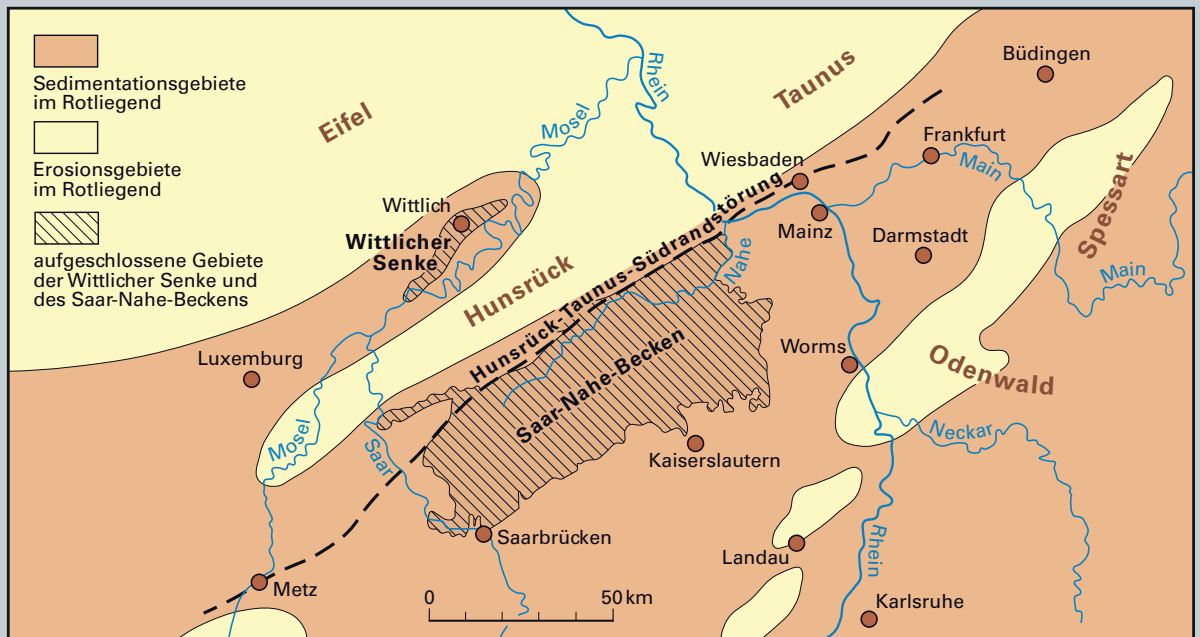 Sedimentationsgebiete
im Rotliegend
Erosionsgebiete
im Rotliegend
aufgeschlossene Gebiete
der Wittlicher Senke und
des Saar-Nahe-Beckens
Eifel
Mosel
Rhein
Taunus
Büdingen
Frankfurt
Main
Wiesbaden
Mainz
Darmstadt
Spessart
Main
Wittlich
Wittlicher
Senke
Hunsrück
Hunsrück-Taunus-Südrandstörung
Nahe
Saar-Nahe-Becken
Luxemburg
Worms
Odenwald
Mosel
Saar
Neckar
Kaiserslautern
Saarbrücken
Landau
Rhein
Metz
Karlsruhe
0 50 km